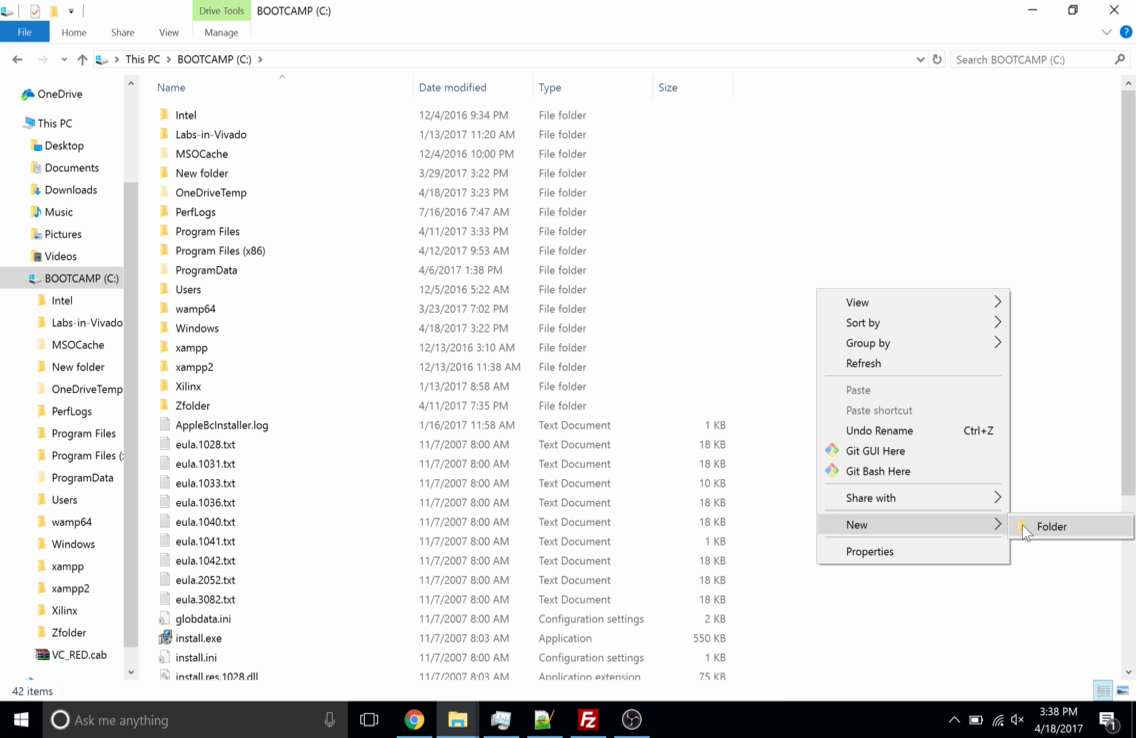 Drive Tools BOOTCAMP (C:)
File Home Share View Manage
This PC BOOTCAMP (C:) Search BOOTCAMP (C:)
OneDrive
This PC
Desktop
Documents
Downloads
Music
Pictures
Videos
BOOTCAMP (C:)
Intel
Labs-in-Vivado
MSOCache
New folder
OneDriveTemp
PerfLogs
Program Files
Program Files (
ProgramData
Users
wamp64
Windows
xampp
xampp2
Xilinx
Zfolder
VC_RED.cab
Name Date modified Type Size
Intel 12/4/2016 9:34 PM File folder
Labs-in-Vivado 1/13/2017 11:20 AM File folder
MSOCache 12/4/2016 10:00 PM File folder
New folder 3/29/2017 3:22 PM File folder
OneDriveTemp 4/18/2017 3:23 PM File folder
PerfLogs 7/16/2016 7:47 AM File folder
Program Files 4/11/2017 3:33 PM File folder
Program Files (x86) 4/12/2017 9:53 AM File folder
ProgramData 4/6/2017 1:38 PM File folder
Users 12/5/2016 5:22 AM File folder
wamp64 3/23/2017 7:02 PM File folder
Windows 4/18/2017 3:22 PM File folder
xampp 12/13/2016 3:10 AM File folder
xampp2 12/13/2016 11:38 AM File folder
Xilinx 1/13/2017 8:58 AM File folder
Zfolder 4/11/2017 7:35 PM File folder
AppleBcInstaller.log 1/16/2017 11:58 AM Text Document 1 KB
eula.1028.txt 11/7/2007 8:00 AM Text Document 18 KB
eula.1031.txt 11/7/2007 8:00 AM Text Document 18 KB
eula.1033.txt 11/7/2007 8:00 AM Text Document 10 KB
eula.1036.txt 11/7/2007 8:00 AM Text Document 18 KB
eula.1040.txt 11/7/2007 8:00 AM Text Document 18 KB
eula.1041.txt 11/7/2007 8:00 AM Text Document 1 KB
eula.1042.txt 11/7/2007 8:00 AM Text Document 18 KB
eula.2052.txt 11/7/2007 8:00 AM Text Document 18 KB
eula.3082.txt 11/7/2007 8:00 AM Text Document 18 KB
globdata.ini 11/7/2007 8:00 AM Configuration settings 2 KB
install.exe 11/7/2007 8:03 AM Application 550 KB
install.ini 11/7/2007 8:00 AM Configuration settings 1 KB
install.res.1028.dll 11/7/2007 8:03 AM Application extension 75 KB
View
Sort by
Group by
Refresh
Paste
Paste shortcut
Undo Rename Ctrl+Z
Git GUI Here
Git Bash Here
Share with
New Folder
Properties
42 items
Ask me anything
3:38 PM
4/18/2017
1